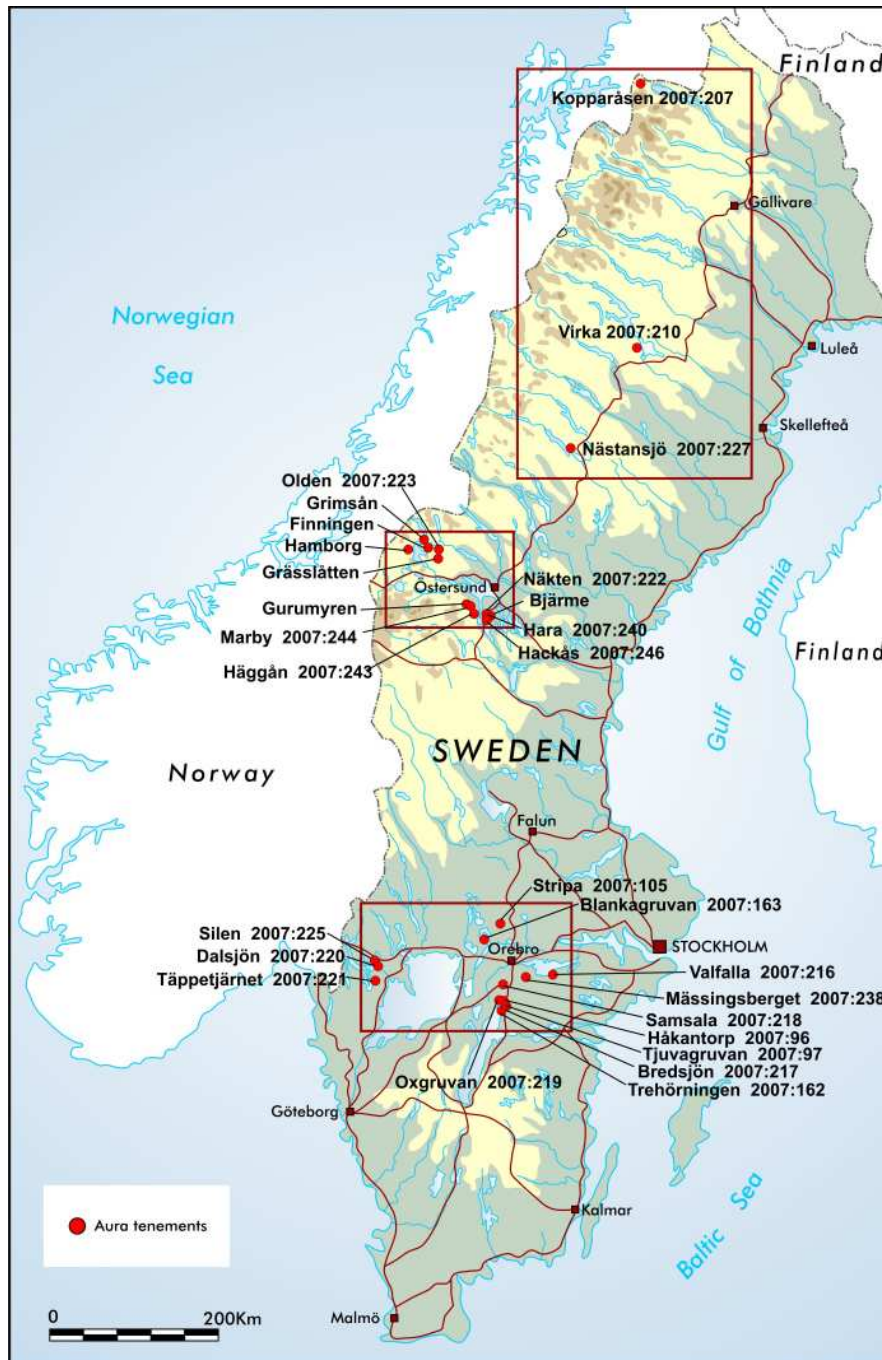 Finland
Kopparåsen 2007:207
Gällivare
Norwegian
Sea
Virka 2007:210
Luleå
Skellefteå
Nästansjö 2007:227
Olden 2007:223
Grimsån
Finningen
Hamborg
Grässlåtten
Östersund
Näkten 2007:222
Bjärme
Gurumyren
Hara 2007:240
Marby 2007:244
Hackås 2007:246
Häggån 2007:243
Gulf of Bothnia
Finland
SWEDEN
Norway
Falun
Stripa 2007:105
Blankagruvan 2007:163
Silen 2007:225
Dalsjön 2007:220
Täppetjärnet 2007:221
Orebro
STOCKHOLM
Valfalla 2007:216
Mässingsberget 2007:238
Samsala 2007:218
Håkantorp 2007:96
Tjuvagruvan 2007:97
Bredsjön 2007:217
Trehörningen 2007:162
Oxgruvan 2007:219
Göteborg
Kalmar
Baltic Sea
Aura tenements
0 200Km
Malmö